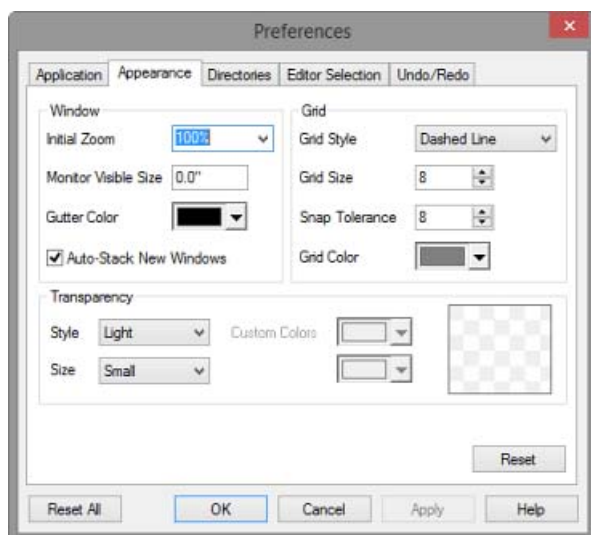 Preferences
Application Appearance Directories Editor Selection Undo/Redo
Window
Initial Zoom 100%
Monitor Visible Size 0.0"
Gutter Color
Auto-Stack New Windows
Grid
Grid Style Dashed Line
Grid Size 8
Snap Tolerance 8
Grid Color
Transparency
Style Light Custom Colors
Size Small
Reset
Reset All OK Cancel Apply Help